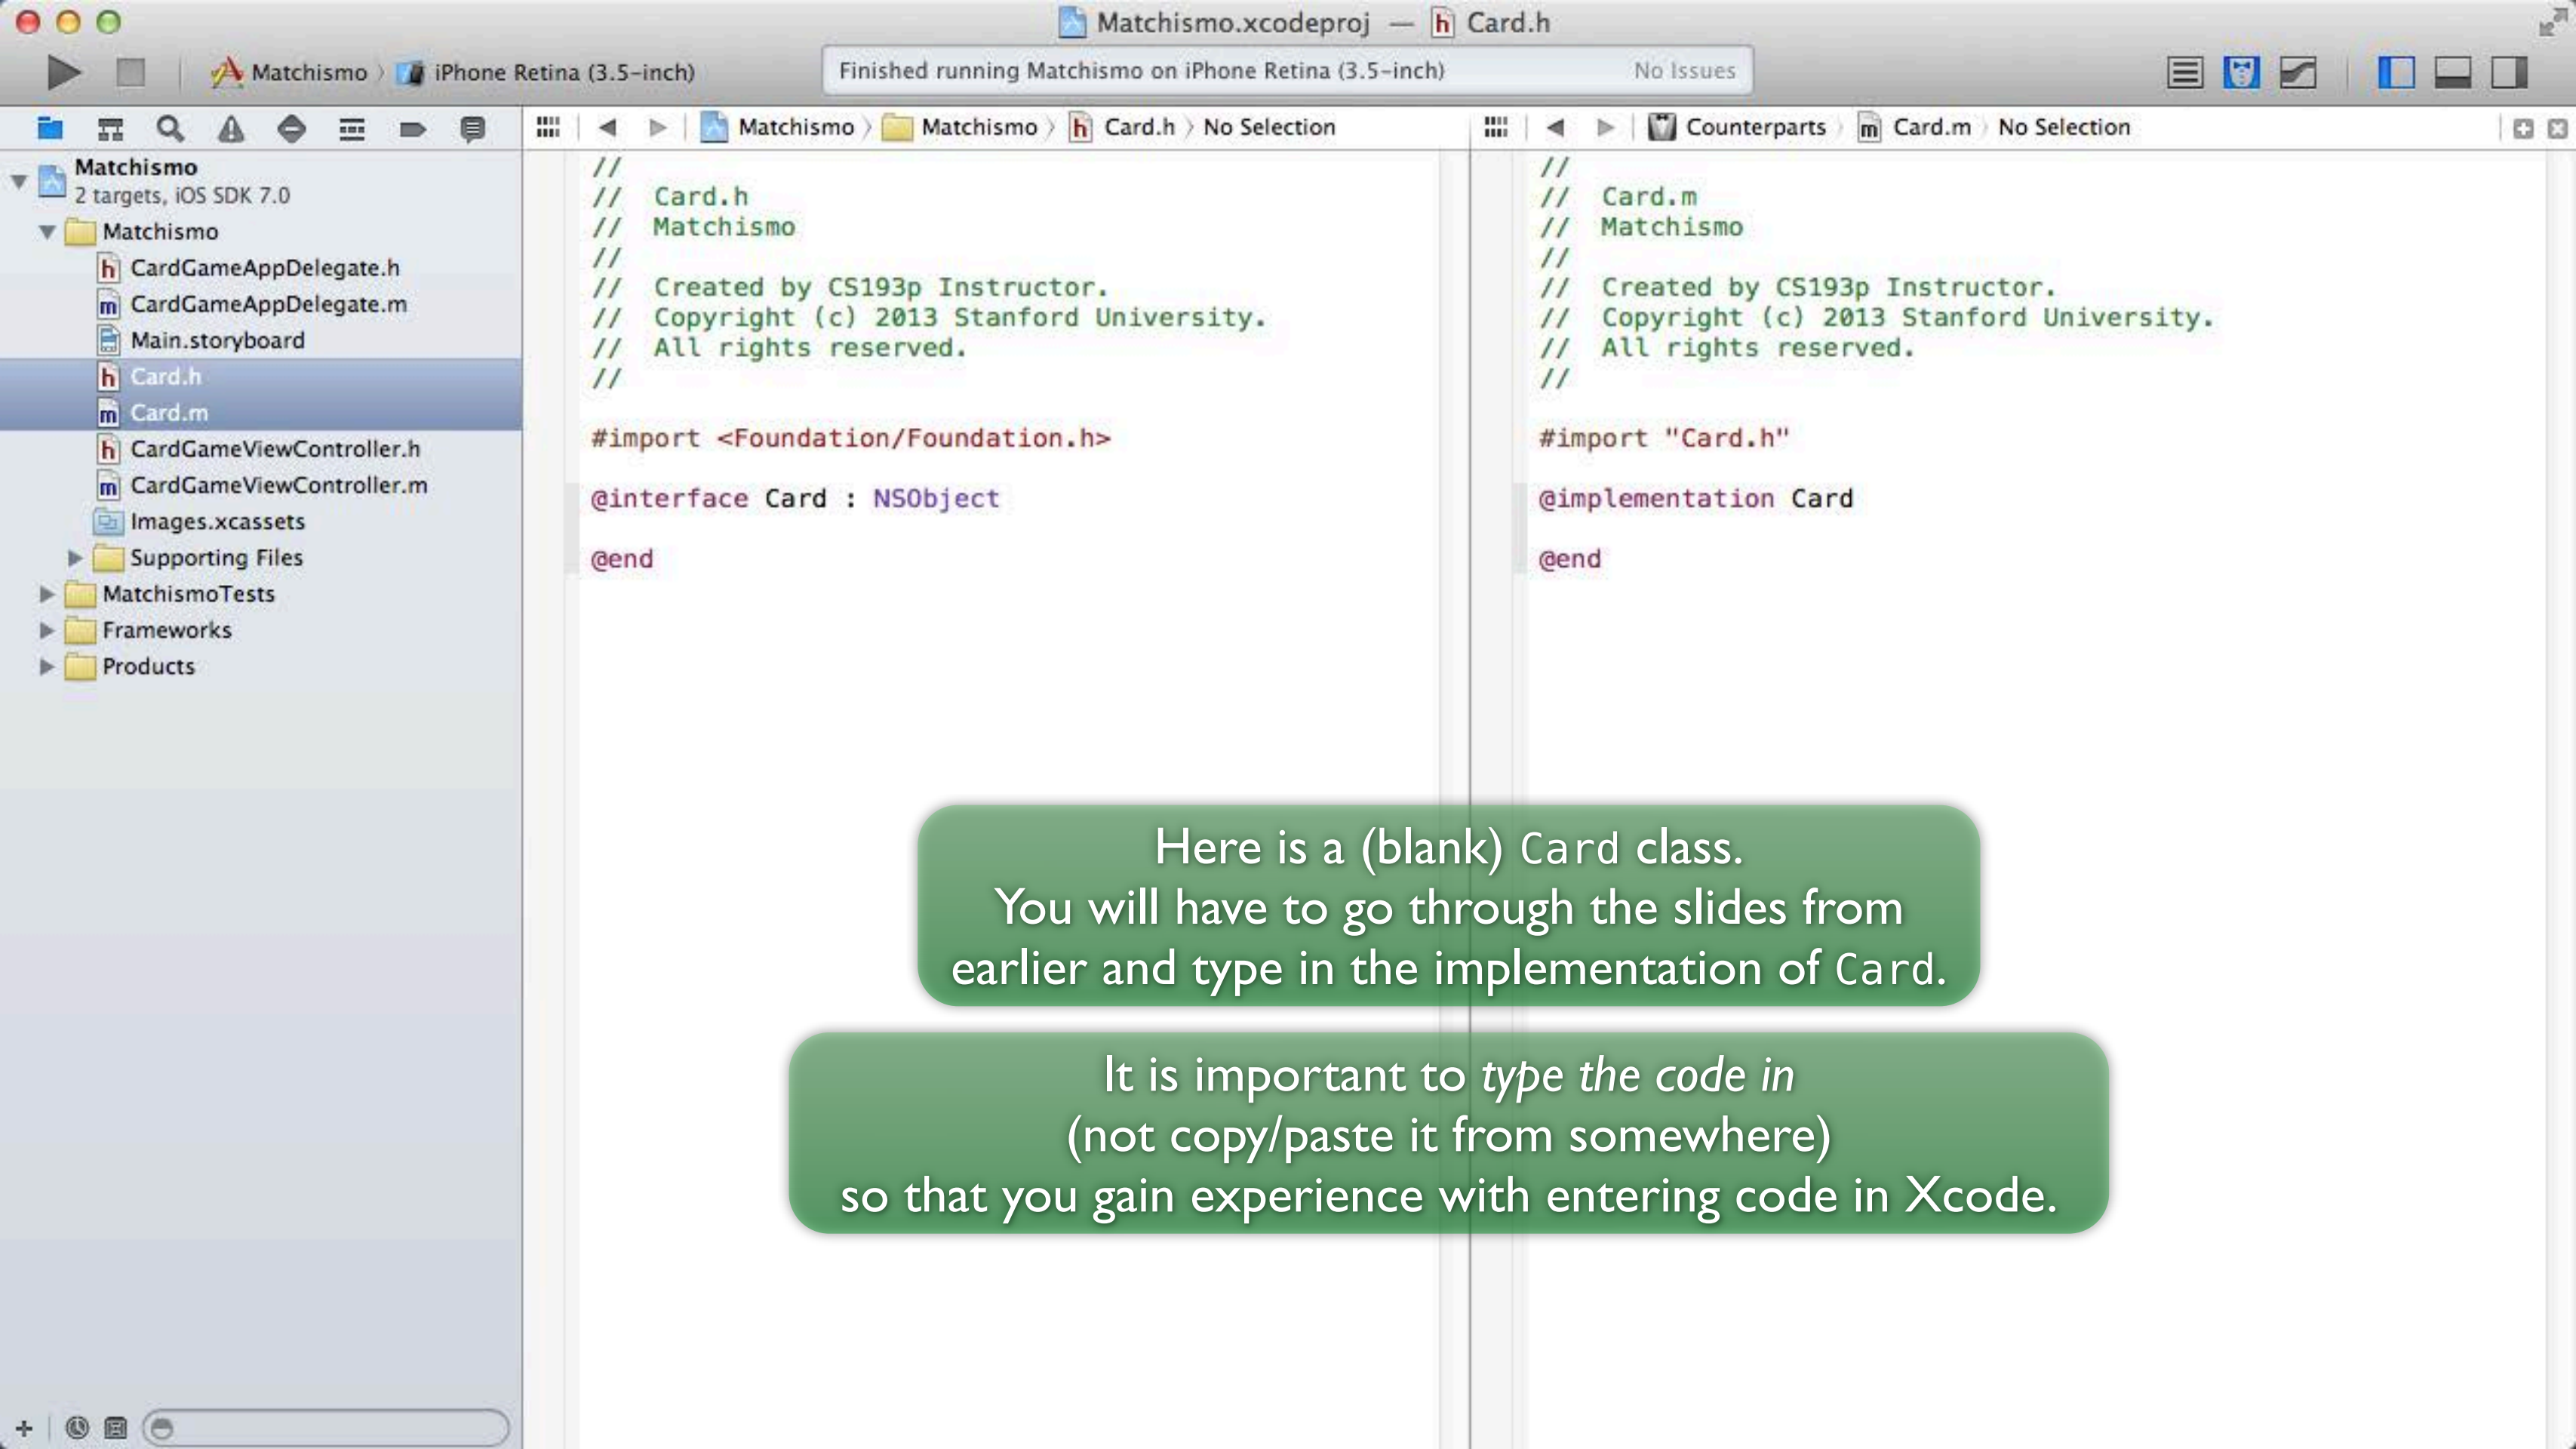 Matchismo.xcodeproj — h Card.h
Matchismo › iPhone Retina (3.5-inch)
Finished running Matchismo on iPhone Retina (3.5-inch) No Issues
Matchismo › Matchismo › h Card.h › No Selection
Counterparts › m Card.m › No Selection
Matchismo
2 targets, iOS SDK 7.0
Matchismo
h CardGameAppDelegate.h
m CardGameAppDelegate.m
Main.storyboard
h Card.h
m Card.m
h CardGameViewController.h
m CardGameViewController.m
Images.xcassets
Supporting Files
MatchismoTests
Frameworks
Products
//
// Card.h
// Matchismo
//
// Created by CS193p Instructor.
// Copyright (c) 2013 Stanford University.
// All rights reserved.
//
#import <Foundation/Foundation.h>
@interface Card : NSObject
@end
//
// Card.m
// Matchismo
//
// Created by CS193p Instructor.
// Copyright (c) 2013 Stanford University.
// All rights reserved.
//
#import "Card.h"
@implementation Card
@end
Here is a (blank) Card class.
You will have to go through the slides from
earlier and type in the implementation of Card.
It is important to type the code in
(not copy/paste it from somewhere)
so that you gain experience with entering code in Xcode.